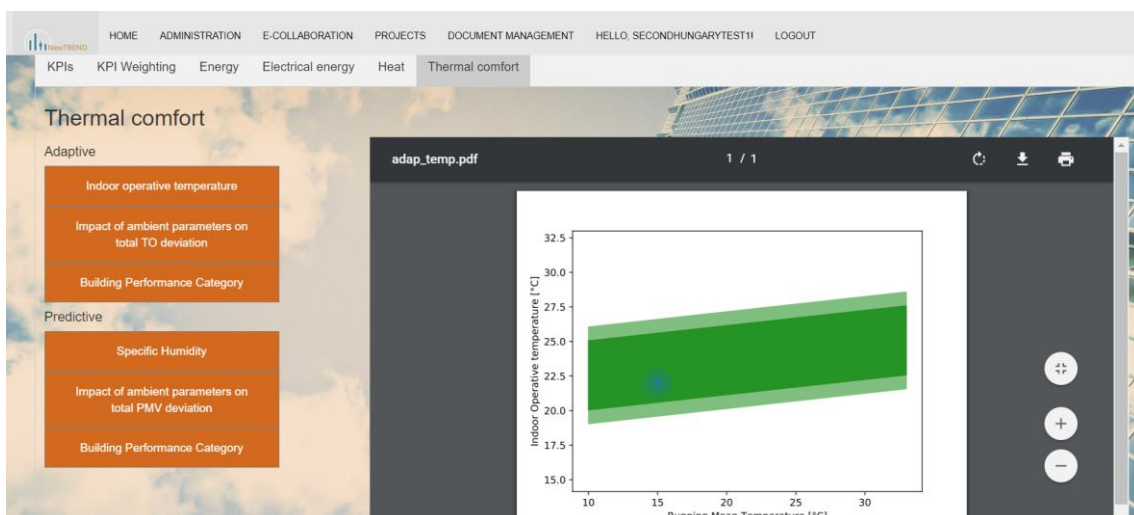 NewTREND
HOME ADMINISTRATION E-COLLABORATION PROJECTS DOCUMENT MANAGEMENT HELLO, SECONDHUNGARYTEST1! LOGOUT
KPIs KPI Weighting Energy Electrical energy Heat Thermal comfort
Thermal comfort
Adaptive
Indoor operative temperature
Impact of ambient parameters on
total TO deviation
Building Performance Category
Predictive
Specific Humidity
Impact of ambient parameters on
total PMV deviation
Building Performance Category
adap_temp.pdf 1 / 1
Indoor Operative temperature [°C]
32.5
30.0
27.5
25.0
22.5
20.0
17.5
15.0
10 15 20 25 30
Running Mean Temperature [°C]